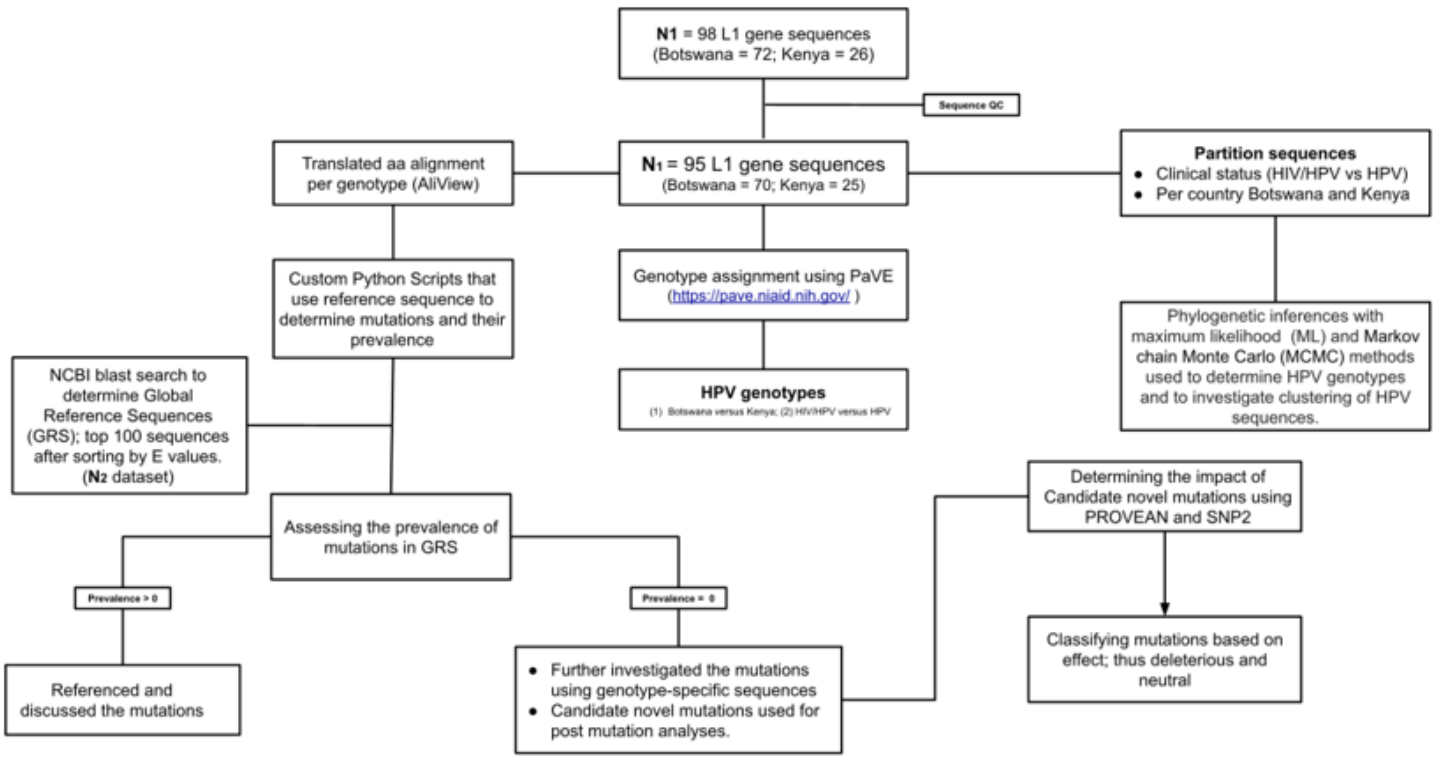 N1 = 98 L1 gene sequences
(Botswana = 72; Kenya = 26)
Sequence QC
Translated aa alignment
per genotype (AliView)
N1 = 95 L1 gene sequences
(Botswana = 70; Kenya = 25)
Partition sequences
● Clinical status (HIV/HPV vs HPV)
● Per country Botswana and Kenya
Custom Python Scripts that
use reference sequence to
determine mutations and their
prevalence
Genotype assignment using PaVE
(https://pave.niaid.nih.gov/ )
Phylogenetic inferences with
maximum likelihood (ML) and Markov
chain Monte Carlo (MCMC) methods
used to determine HPV genotypes
and to investigate clustering of HPV
sequences.
NCBI blast search to
determine Global
Reference Sequences
(GRS); top 100 sequences
after sorting by E values.
(N2 dataset)
HPV genotypes
(1) Botswana versus Kenya; (2) HIV/HPV versus HPV
Assessing the prevalence of
mutations in GRS
Determining the impact of
Candidate novel mutations using
PROVEAN and SNP2
Prevalence > 0
Prevalence = 0
Referenced and
discussed the mutations
● Further investigated the mutations
using genotype-specific sequences
● Candidate novel mutations used for
post mutation analyses.
Classifying mutations based on
effect; thus deleterious and
neutral